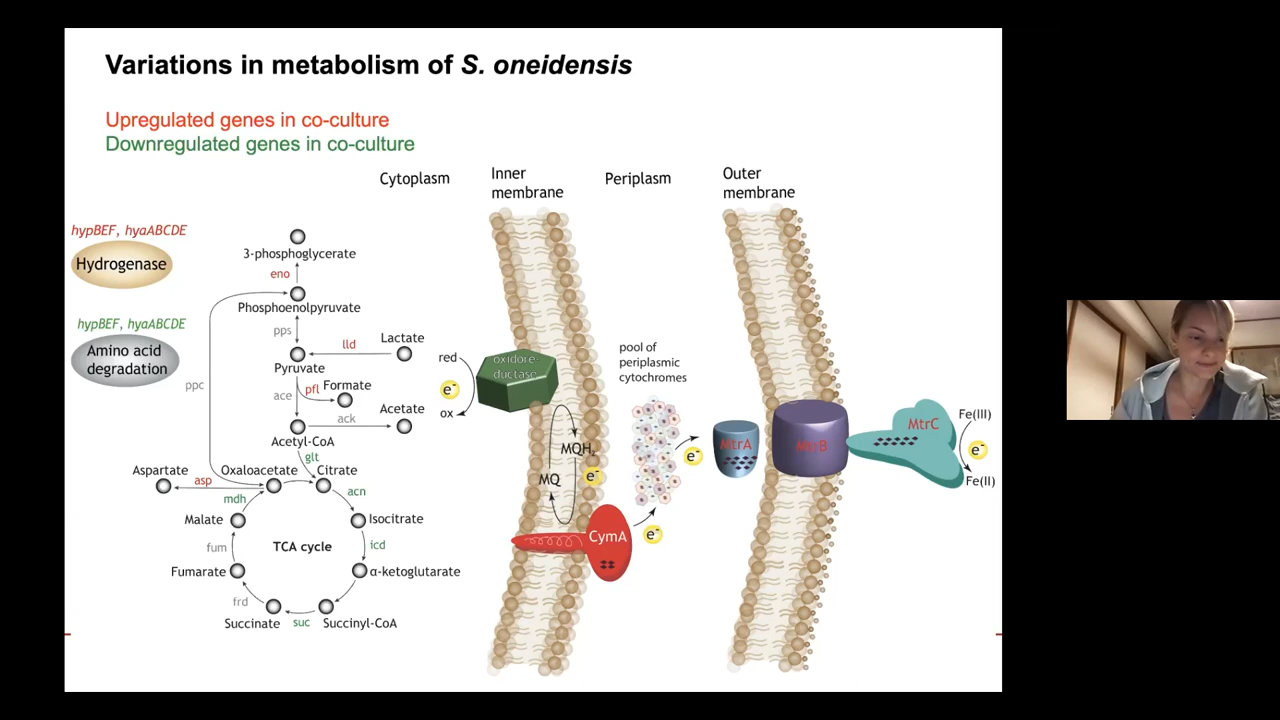 Variations in metabolism of S. oneidensis
Upregulated genes in co-culture
Downregulated genes in co-culture
Cytoplasm
Inner
membrane
Periplasm
Outer
membrane
hypBEF, hyaABCDE
Hydrogenase
hypBEF, hyaABCDE
Amino acid
degradation
3-phosphoglycerate
eno
Phosphoenolpyruvate
pps
Lactate
lld
Pyruvate
ppc
pfl
Formate
ace
Acetate
ack
Acetyl-CoA
glt
Aspartate
asp
Oxaloacetate
Citrate
mdh
acn
Malate
Isocitrate
fum
TCA cycle
icd
Fumarate
α-ketoglutarate
frd
Succinate
suc
Succinyl-CoA
red
e-
ox
oxidore-
ductase
MQH2
MQ
e-
CymA
e-
pool of
periplasmic
cytochromes
e-
MtrA
MtrB
MtrC
Fe(III)
e-
Fe(II)